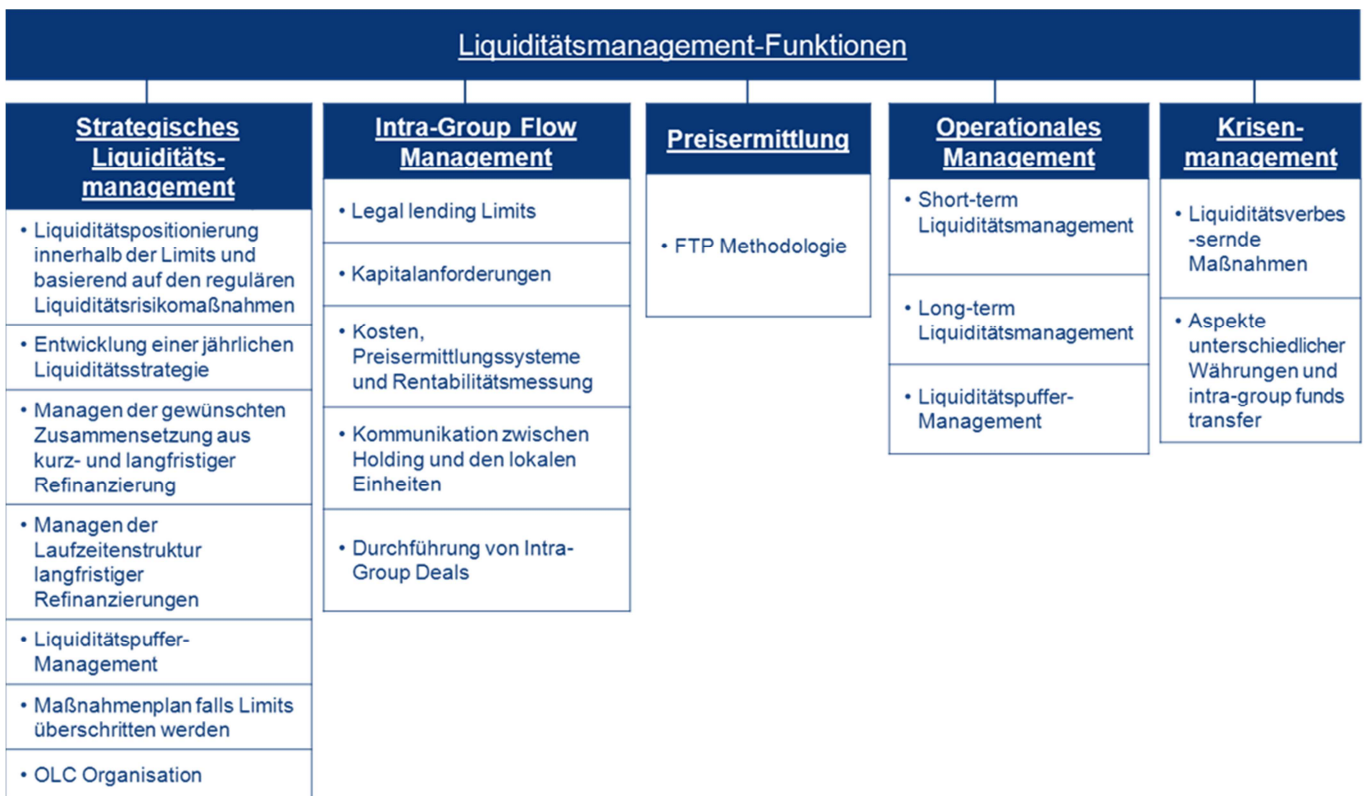 Liquiditätsmanagement-Funktionen
Strategisches
Liquiditäts-
management
• Liquiditätspositionierung
innerhalb der Limits und
basierend auf den regulären
Liquiditätsrisikomaßnahmen
• Entwicklung einer jährlichen
Liquiditätsstrategie
• Managen der gewünschten
Zusammensetzung aus
kurz- und langfristiger
Refinanzierung
• Managen der
Laufzeitenstruktur
langfristiger
Refinanzierungen
• Liquiditätspuffer-
Management
• Maßnahmenplan falls Limits
überschritten werden
• OLC Organisation
Intra-Group Flow
Management
• Legal lending Limits
• Kapitalanforderungen
• Kosten,
Preisermittlungssysteme
und Rentabilitätsmessung
• Kommunikation zwischen
Holding und den lokalen
Einheiten
• Durchführung von Intra-
Group Deals
Preisermittlung
• FTP Methodologie
Operationales
Management
• Short-term
Liquiditätsmanagement
• Long-term
Liquiditätsmanagement
• Liquiditätspuffer-
Management
Krisen-
management
• Liquiditätsverbes
-sernde
Maßnahmen
• Aspekte
unterschiedlicher
Währungen und
intra-group funds
transfer